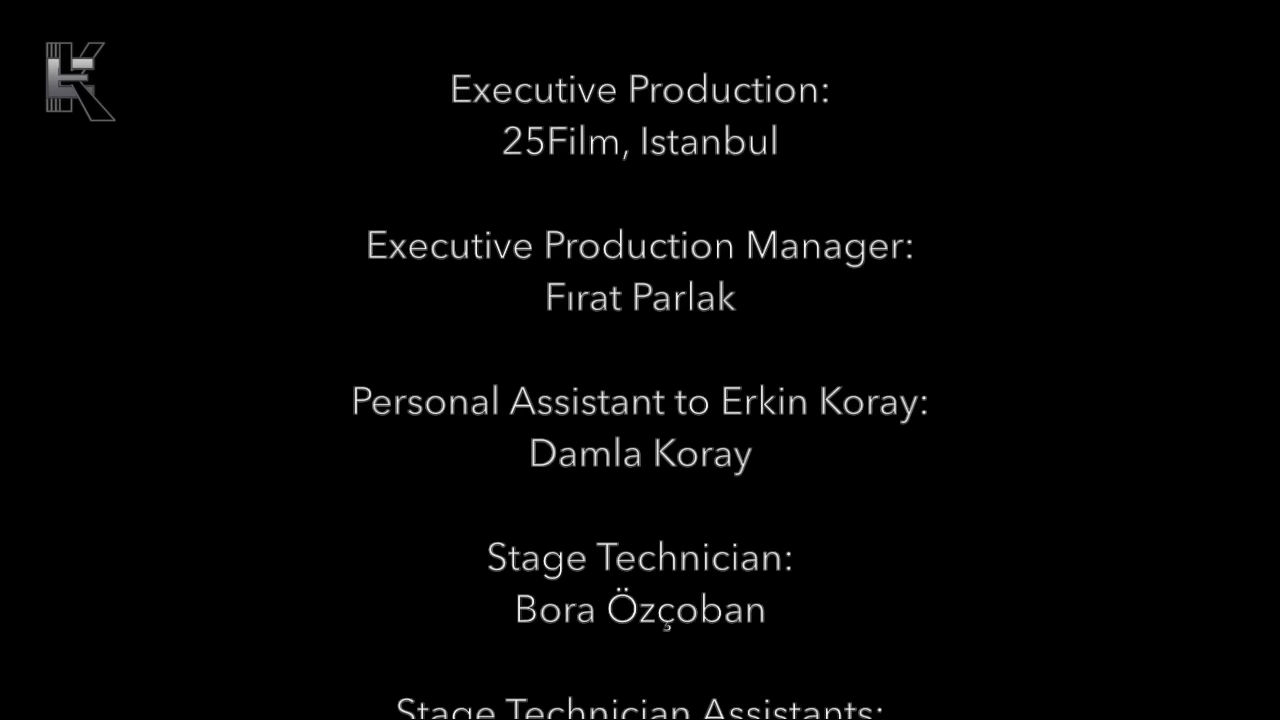 Executive Production:
25Film, Istanbul
Executive Production Manager:
Fırat Parlak
Personal Assistant to Erkin Koray:
Damla Koray
Stage Technician:
Bora Özçoban
Stage Technician Assistants: